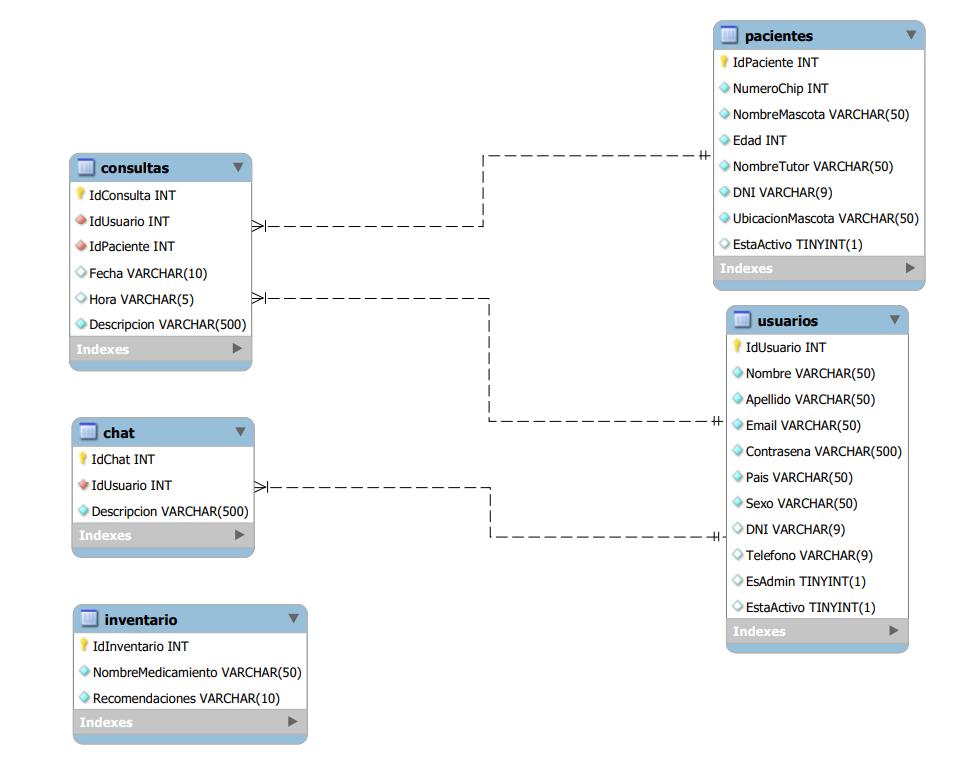 pacientes
IdPaciente INT
NumeroChip INT
NombreMascota VARCHAR(50)
Edad INT
NombreTutor VARCHAR(50)
DNI VARCHAR(9)
UbicacionMascota VARCHAR(50)
EstaActivo TINYINT(1)
Indexes
consultas
IdConsulta INT
IdUsuario INT
IdPaciente INT
Fecha VARCHAR(10)
Hora VARCHAR(5)
Descripcion VARCHAR(500)
Indexes
usuarios
IdUsuario INT
Nombre VARCHAR(50)
Apellido VARCHAR(50)
Email VARCHAR(50)
Contrasena VARCHAR(500)
Pais VARCHAR(50)
Sexo VARCHAR(50)
DNI VARCHAR(9)
Telefono VARCHAR(9)
EsAdmin TINYINT(1)
EstaActivo TINYINT(1)
Indexes
chat
IdChat INT
IdUsuario INT
Descripcion VARCHAR(500)
Indexes
inventario
IdInventario INT
NombreMedicamiento VARCHAR(50)
Recomendaciones VARCHAR(10)
Indexes